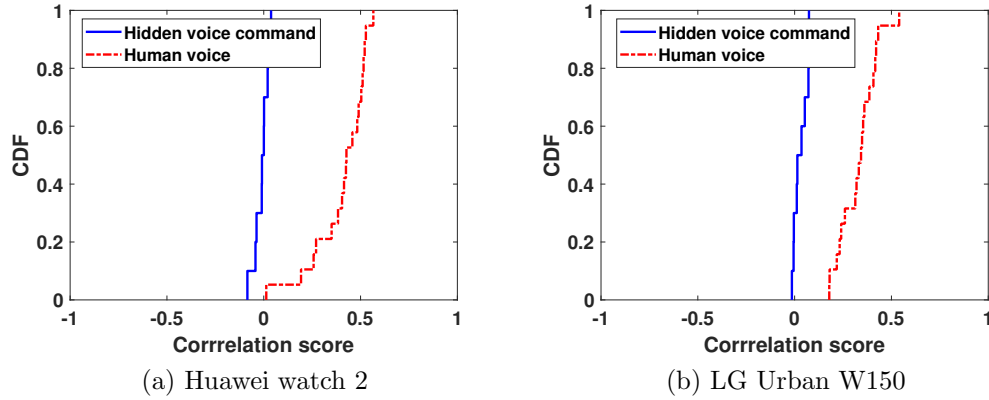 1
0.8
0.6
0.4
0.2
0
CDF
Hidden voice command
Human voice
-1 -0.5 0 0.5 1
Corrrelation score
(a) Huawei watch 2
1
0.8
0.6
0.4
0.2
0
CDF
Hidden voice command
Human voice
-1 -0.5 0 0.5 1
Corrrelation score
(b) LG Urban W150